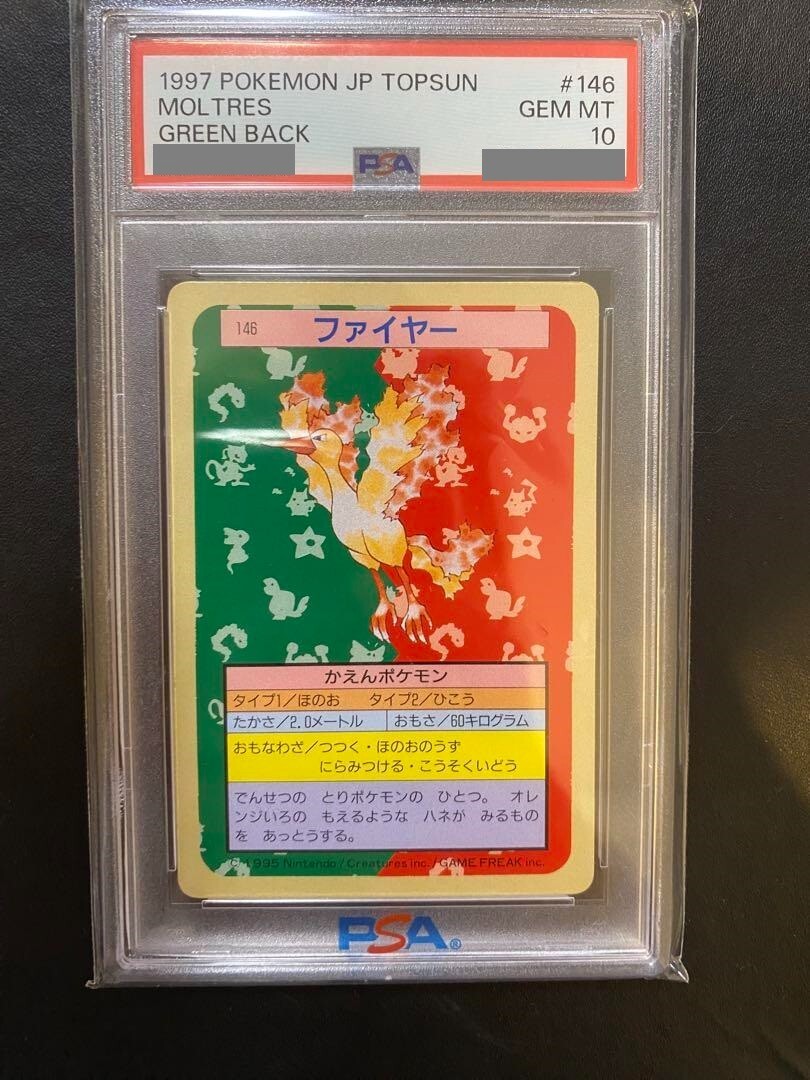 1997 POKEMON JP TOPSUN #146
MOLTRES GEM MT
GREEN BACK 10
PSA
146 ファイヤー
かえんポケモン
タイプ1/ほのお タイプ2/ひこう
たかさ/2.0メートル おもさ/60キログラム
おもなわざ/つつく・ほのおのうず
にらみつける・こうそくいどう
でんせつの とりポケモンの ひとつ。 オレ
ンジいろの もえるような ハネが みるもの
を あっとうする。
© 1995 Nintendo/Creatures inc./GAME FREAK inc.
PSA®